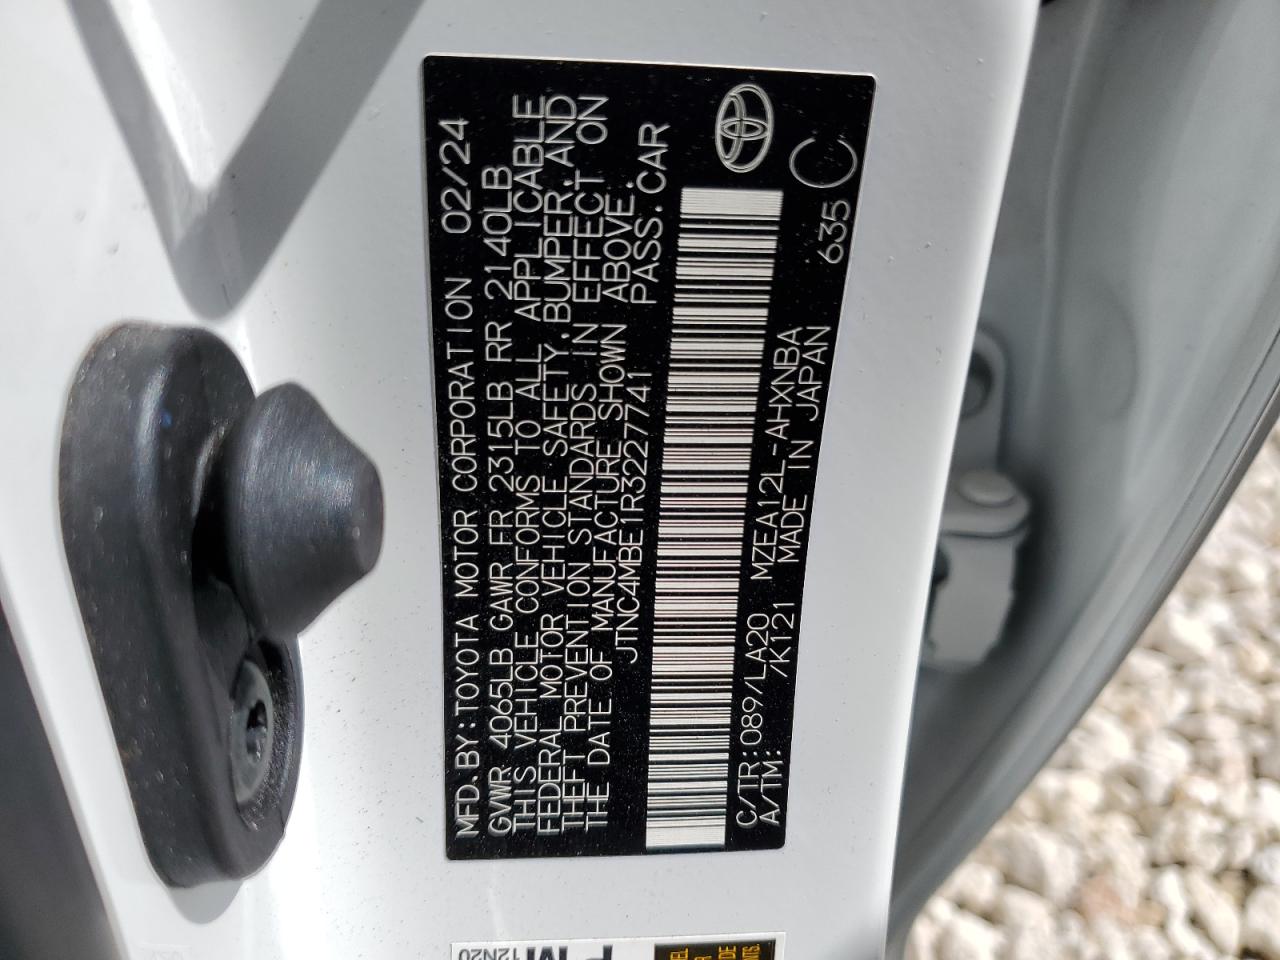 MFD.BY:TOYOTA MOTOR CORPORATION 02/24
GVWR 4065LB GAWR FR 2315LB RR 2140LB
THIS VEHICLE CONFORMS TO ALL APPLICABLE
FEDERAL MOTOR VEHICLE SAFETY,BUMPER,AND
THEFT PREVENTION STANDARDS IN EFFECT ON
THE DATE OF MANUFACTURE SHOWN ABOVE.
JTNC4MBE1R3227741 PASS.CAR
C/TR:089/LA20 MZEA12L-AHXNBA
A/TM: /K121 MADE IN JAPAN 635 C
12N20